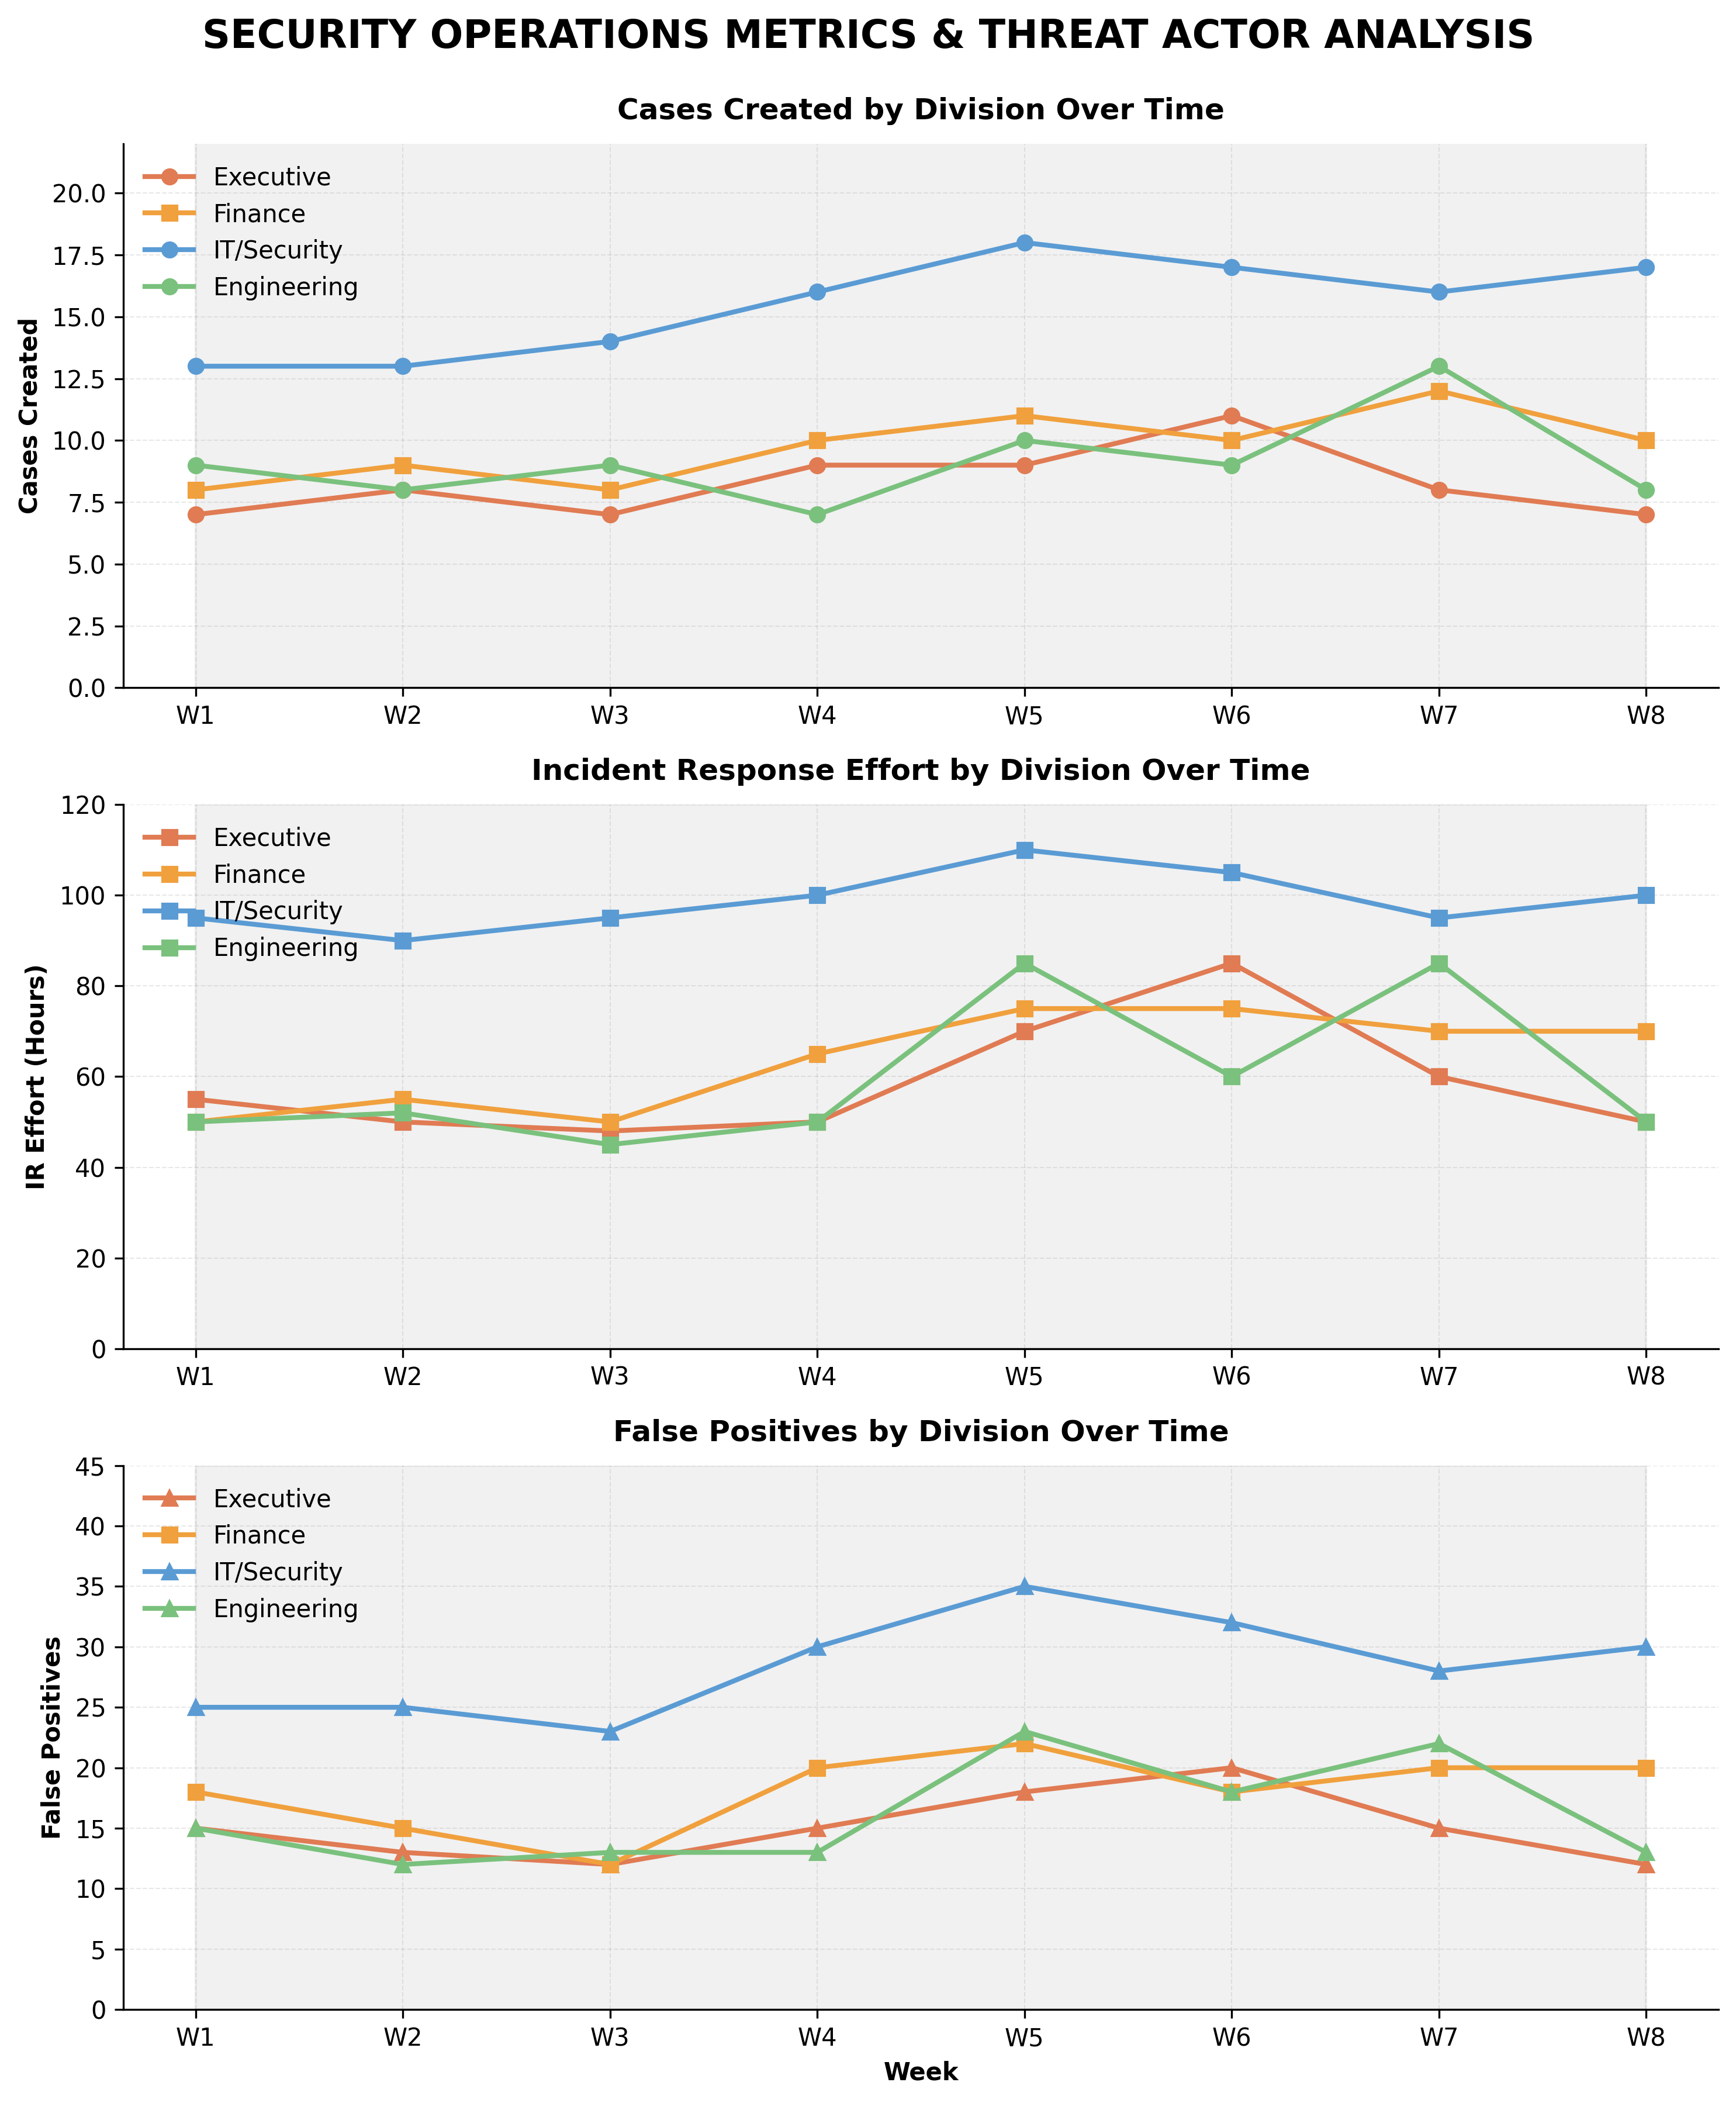 SECURITY OPERATIONS METRICS & THREAT ACTOR ANALYSIS
Cases Created by Division Over Time
Cases Created
20.0
17.5
15.0
12.5
10.0
7.5
5.0
2.5
0.0
Executive
Finance
IT/Security
Engineering
W1 W2 W3 W4 W5 W6 W7 W8
Incident Response Effort by Division Over Time
IR Effort (Hours)
120
100
80
60
40
20
0
Executive
Finance
IT/Security
Engineering
W1 W2 W3 W4 W5 W6 W7 W8
False Positives by Division Over Time
False Positives
45
40
35
30
25
20
15
10
5
0
Executive
Finance
IT/Security
Engineering
W1 W2 W3 W4 W5 W6 W7 W8
Week